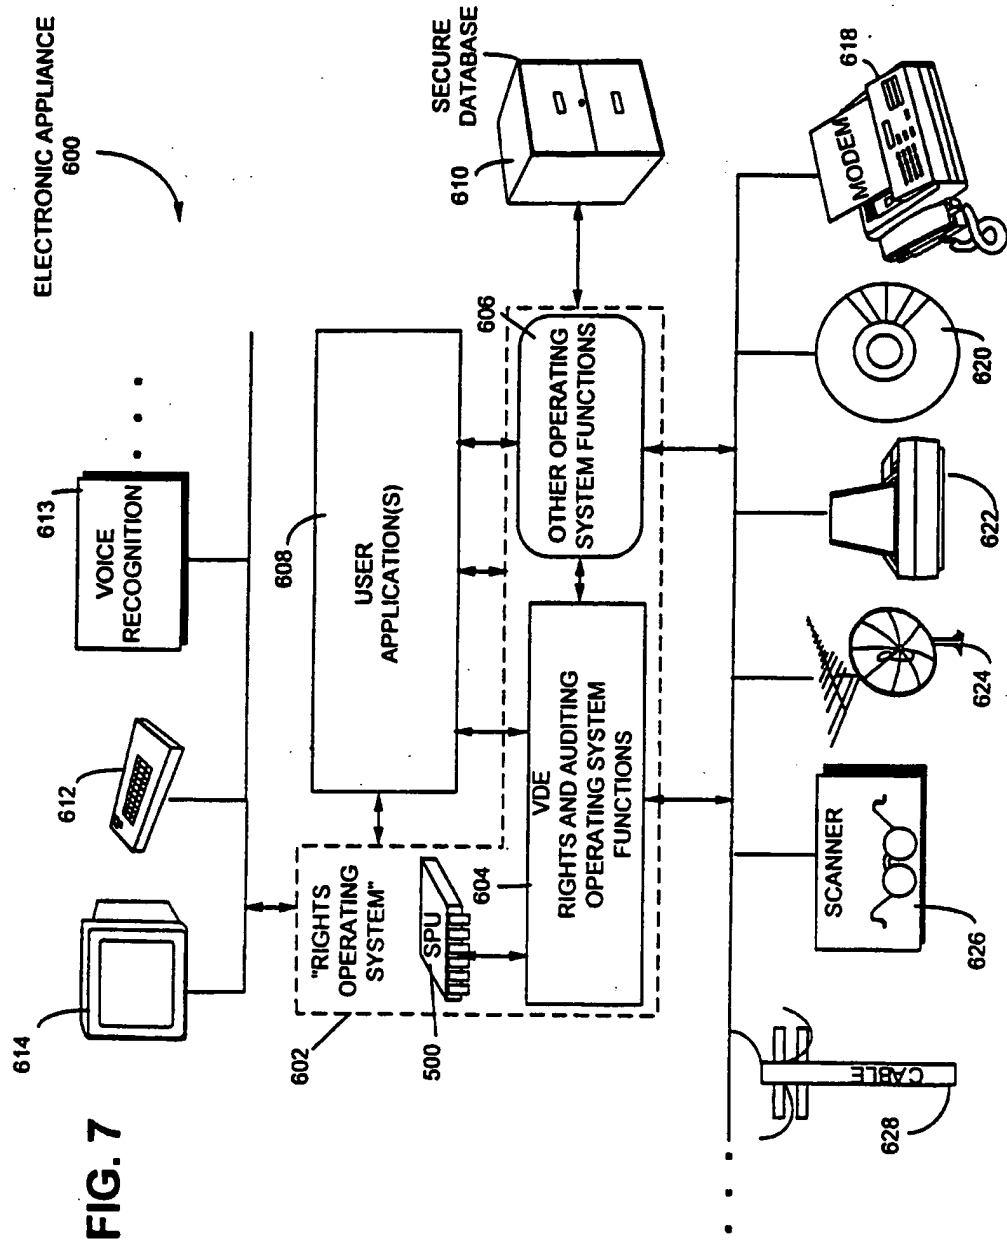 FIG. 7
ELECTRONIC APPLIANCE
600
614
612
613
VOICE
RECOGNITION
602
"RIGHTS
OPERATING
SYSTEM"
608
USER
APPLICATION(S)
SECURE
DATABASE
610
500
SPU
604
VDE
RIGHTS AND AUDITING
OPERATING SYSTEM
FUNCTIONS
606
OTHER OPERATING
SYSTEM FUNCTIONS
628
CABLE
SCANNER
626
624
622
620
MODEM
618